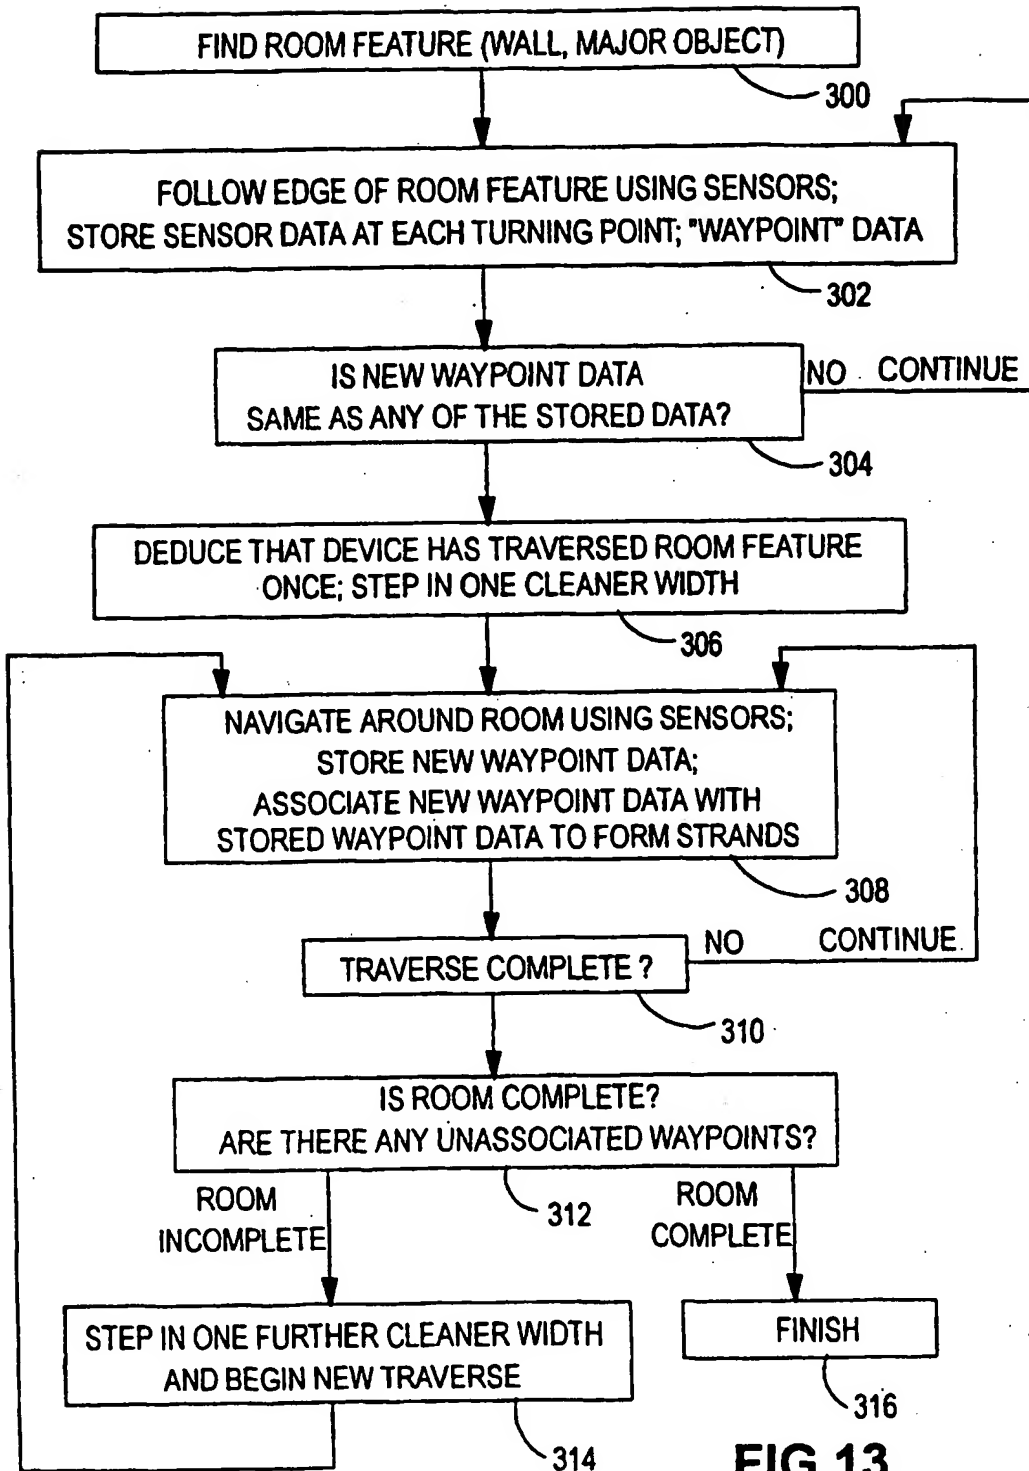 FIND ROOM FEATURE (WALL, MAJOR OBJECT)
300
FOLLOW EDGE OF ROOM FEATURE USING SENSORS;
STORE SENSOR DATA AT EACH TURNING POINT; "WAYPOINT" DATA
302
IS NEW WAYPOINT DATA
SAME AS ANY OF THE STORED DATA?
NO CONTINUE
304
DEDUCE THAT DEVICE HAS TRAVERSED ROOM FEATURE
ONCE; STEP IN ONE CLEANER WIDTH
306
NAVIGATE AROUND ROOM USING SENSORS;
STORE NEW WAYPOINT DATA;
ASSOCIATE NEW WAYPOINT DATA WITH
STORED WAYPOINT DATA TO FORM STRANDS
308
TRAVERSE COMPLETE ?
NO CONTINUE
310
IS ROOM COMPLETE?
ARE THERE ANY UNASSOCIATED WAYPOINTS?
312
ROOM
INCOMPLETE
ROOM
COMPLETE
STEP IN ONE FURTHER CLEANER WIDTH
AND BEGIN NEW TRAVERSE
314
FINISH
316
FIG 13